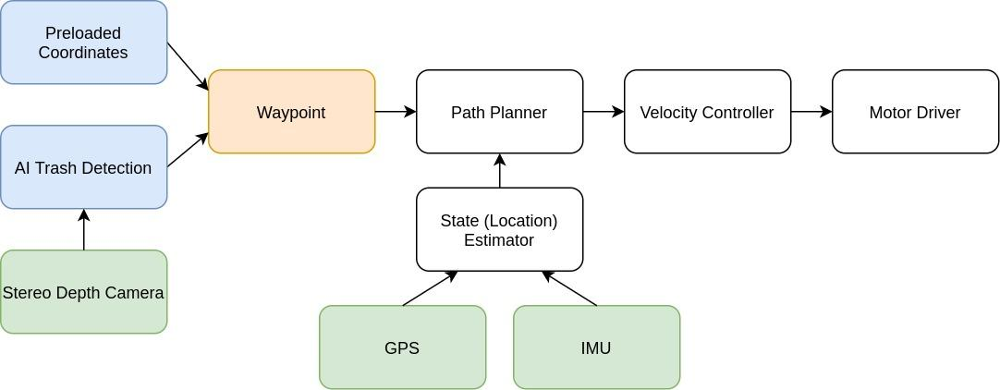 Preloaded
Coordinates
Waypoint
Path Planner
Velocity Controller
Motor Driver
AI Trash Detection
State (Location)
Estimator
Stereo Depth Camera
GPS
IMU